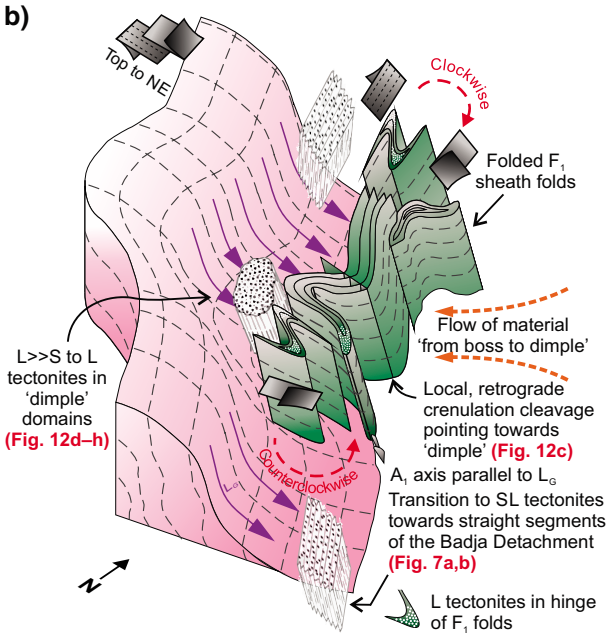 b)
Top to NE
Clockwise
Folded F₁
sheath folds
Flow of material
‘from boss to dimple’
L>>S to L
tectonites in
‘dimple’
domains
(Fig. 12d–h)
Local, retrograde
crenulation cleavage
pointing towards
‘dimple’ (Fig. 12c)
Counterclockwise
L_G
A₁ axis parallel to L_G
Transition to SL tectonites
towards straight segments
of the Badja Detachment
(Fig. 7a,b)
N
L tectonites in hinge
of F₁ folds